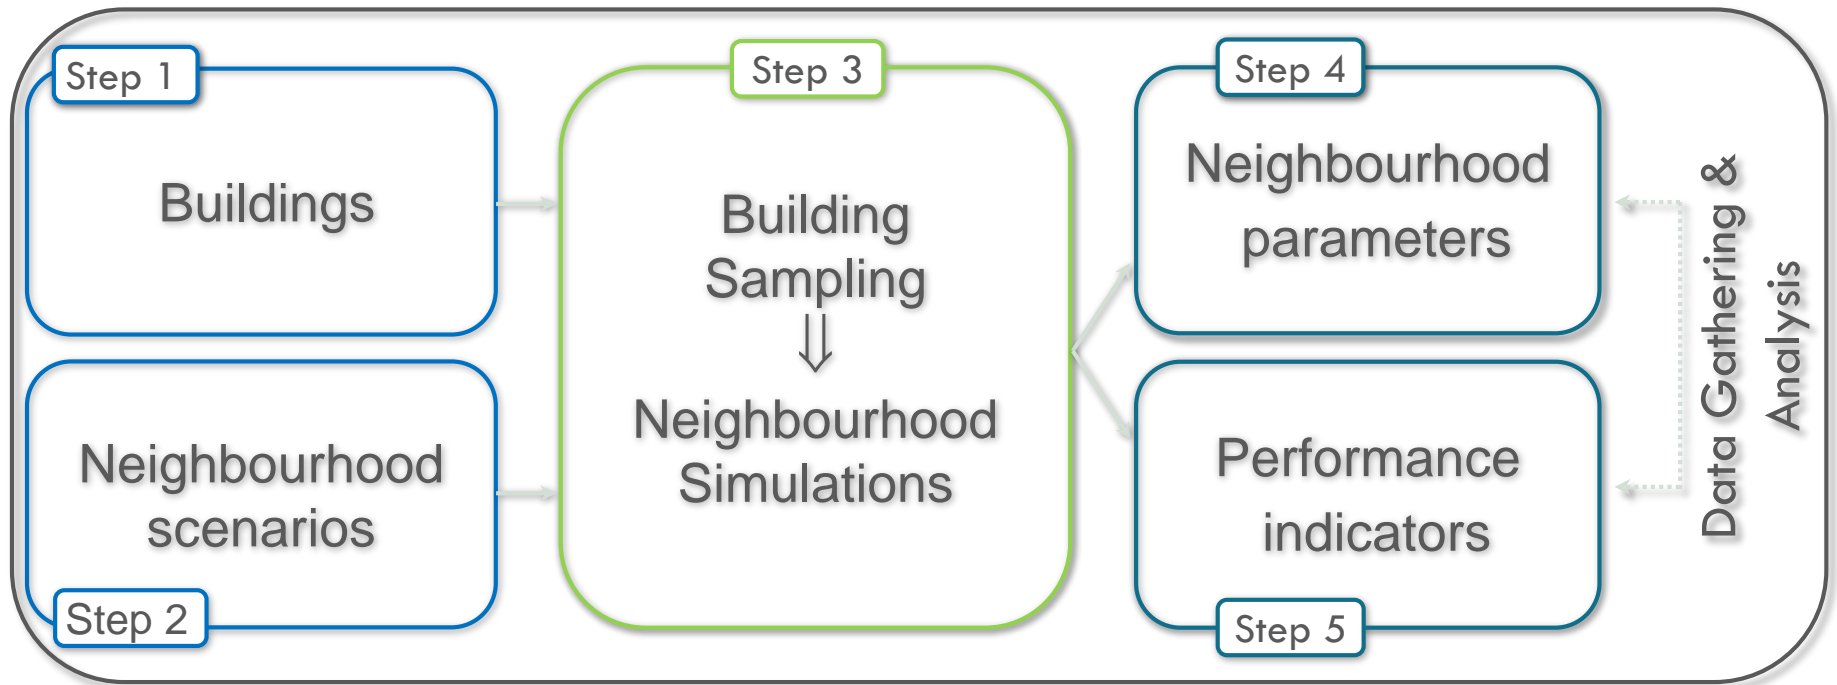 Step 1
Buildings
Step 2
Neighbourhood
scenarios
Step 3
Building
Sampling
⇓
Neighbourhood
Simulations
Step 4
Neighbourhood
parameters
Step 5
Performance
indicators
Data Gathering &
Analysis